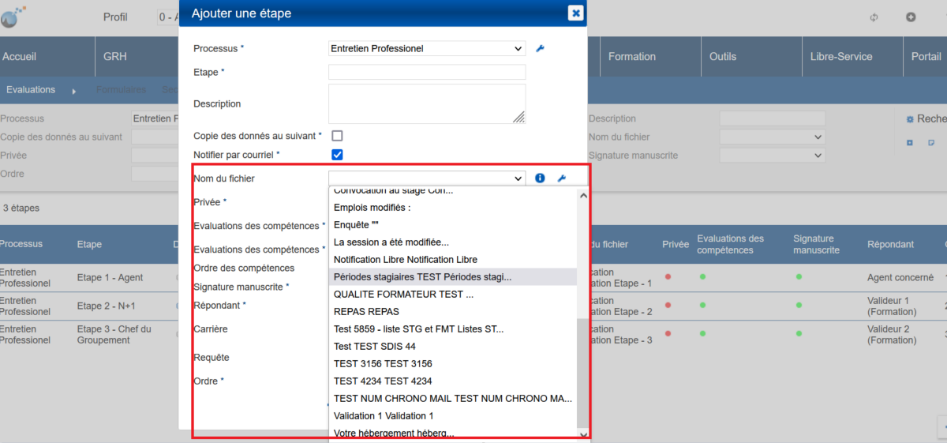 Profil 0 - A
Ajouter une étape
Accueil GRH Formation Outils Libre-Service Portail
Evaluations Formulaires
Processus Entretien P
Copie des donnés au suivant
Privée
Ordre
Processus * Entretien Professionel
Etape *
Description
Copie des donnés au suivant *
Notifier par courriel *
Nom du fichier
Privée *
Evaluations des compétences *
Evaluations des compétences *
Ordre des compétences
Signature manuscrite *
Répondant *
Carrière
Requête
Ordre *
Convocation au stage Con...
Emplois modifiés :
Enquête ""
La session a été modifiée...
Notification Libre Notification Libre
Périodes stagiaires TEST Périodes stagi...
QUALITE FORMATEUR TEST ...
REPAS REPAS
Test 5859 - liste STG et FMT Listes ST...
Test TEST SDIS 44
TEST 3156 TEST 3156
TEST 4234 TEST 4234
TEST NUM CHRONO MAIL TEST NUM CHRONO MA...
Validation 1 Validation 1
Votre hébergement héberg...
Description
Nom du fichier
Signature manuscrite
Reche
3 étapes
Processus Etape D du fichier Privée Evaluations des compétences Signature manuscrite Répondant
Entretien Professionel Etape 1 - Agent cation ation Etape - 1 Agent concerné 1
Entretien Professionel Etape 2 - N+1 cation ation Etape - 2 Valideur 1 (Formation) 2
Entretien Professionel Etape 3 - Chef du Groupement cation ation Etape - 3 Valideur 2 (Formation) 3